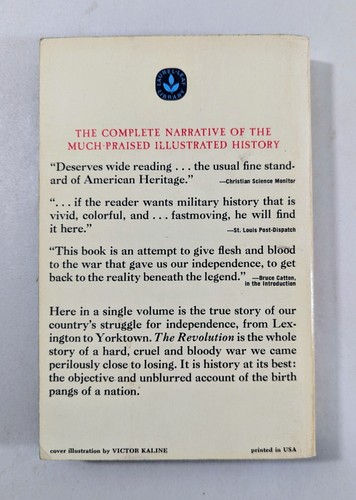 LAUREL-LEAF
LIBRARY
THE COMPLETE NARRATIVE OF THE
MUCH-PRAISED ILLUSTRATED HISTORY
“Deserves wide reading . . . the usual fine stand-
ard of American Heritage.” —Christian Science Monitor
“. . . if the reader wants military history that is
vivid, colorful, and . . . fastmoving, he will find
it here.” —St. Louis Post-Dispatch
“This book is an attempt to give flesh and blood
to the war that gave us our independence, to get
back to the reality beneath the legend.” —Bruce Catton,
in the Introduction
Here in a single volume is the true story of our
country’s struggle for independence, from Lex-
ington to Yorktown. The Revolution is the whole
story of a hard, cruel and bloody war we came
perilously close to losing. It is history at its best:
the objective and unblurred account of the birth
pangs of a nation.
cover illustration by VICTOR KALINE printed in USA